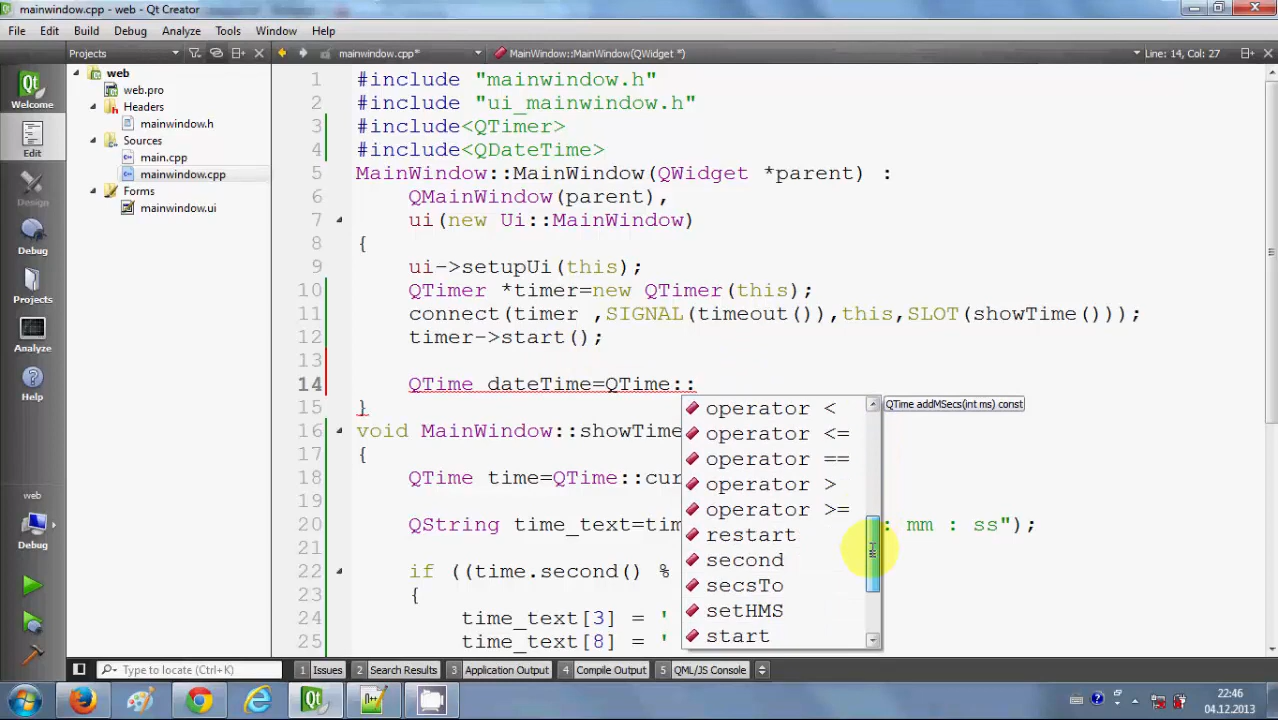 mainwindow.cpp - web - Qt Creator
File Edit Build Debug Analyze Tools Window Help
Projects
mainwindow.cpp*
MainWindow::MainWindow(QWidget *)
Line: 14, Col: 27
Welcome
Edit
Design
Debug
Projects
Analyze
Help
web
Debug
web
web.pro
Headers
mainwindow.h
Sources
main.cpp
mainwindow.cpp
Forms
mainwindow.ui
1 #include "mainwindow.h"
2 #include "ui_mainwindow.h"
3 #include<QTimer>
4 #include<QDateTime>
5 MainWindow::MainWindow(QWidget *parent) :
6 QMainWindow(parent),
7 ui(new Ui::MainWindow)
8 {
9 ui->setupUi(this);
10 QTimer *timer=new QTimer(this);
11 connect(timer ,SIGNAL(timeout()),this,SLOT(showTime()));
12 timer->start();
13
14 QTime dateTime=QTime::
15 }
16 void MainWindow::showTime
17 {
18 QTime time=QTime::cur
19
20 QString time_text=tim : mm : ss");
21
22 if ((time.second() %
23 {
24 time_text[3] = '
25 time_text[8] = '
operator <
operator <=
operator ==
operator >
operator >=
restart
second
secsTo
setHMS
start
QTime addMSecs(int ms) const
Type to locate (Ctrl+K)
1 Issues 2 Search Results 3 Application Output 4 Compile Output 5 QML/JS Console
22:46
04.12.2013